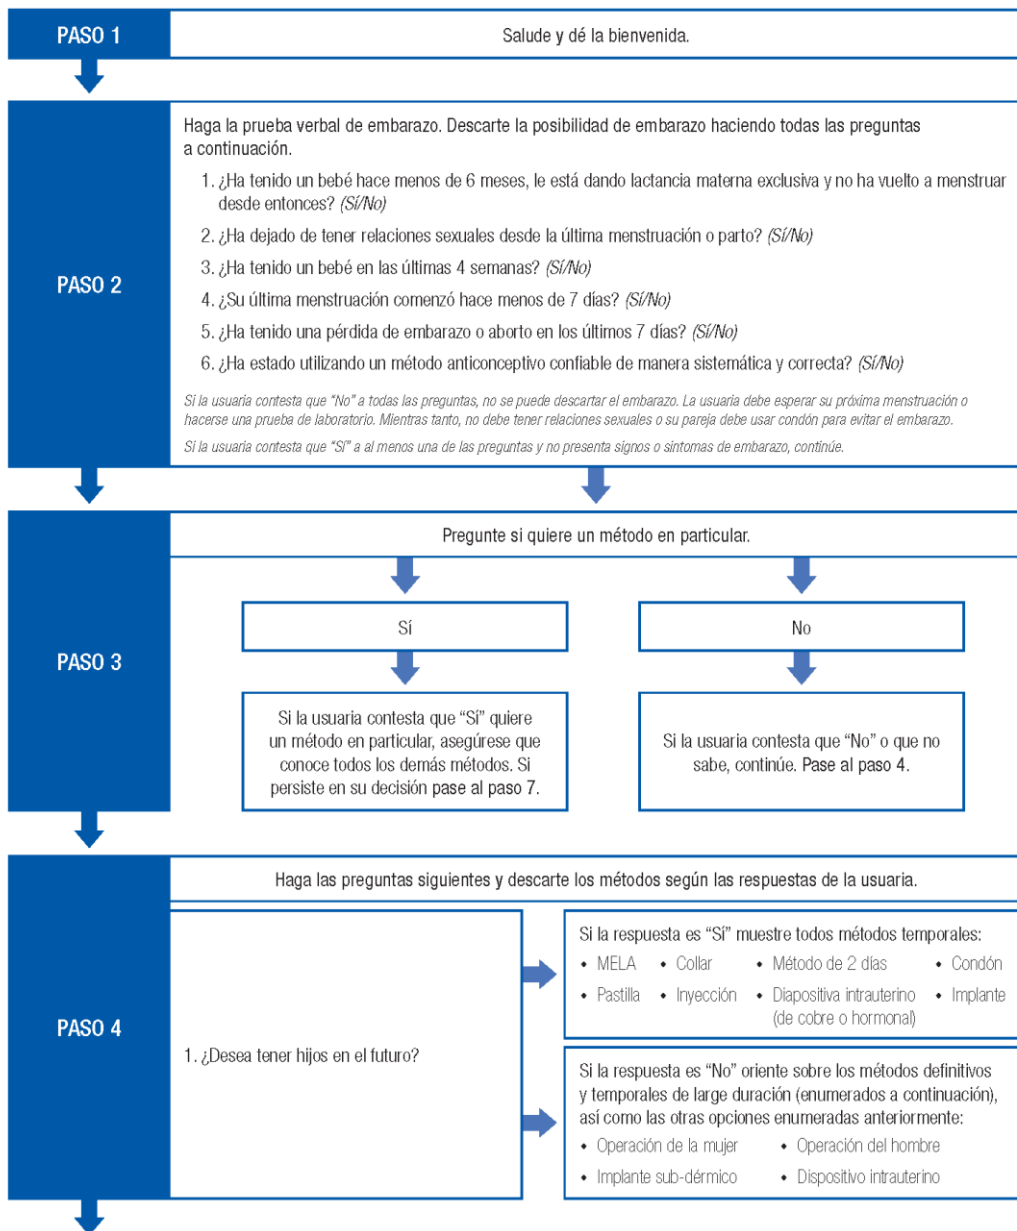 PASO 1
Salude y dé la bienvenida.
PASO 2
Haga la prueba verbal de embarazo. Descarte la posibilidad de embarazo haciendo todas las preguntas
a continuación.
1. ¿Ha tenido un bebé hace menos de 6 meses, le está dando lactancia materna exclusiva y no ha vuelto a menstruar
desde entonces? (Sí/No)
2. ¿Ha dejado de tener relaciones sexuales desde la última menstruación o parto? (Sí/No)
3. ¿Ha tenido un bebé en las últimas 4 semanas? (Sí/No)
4. ¿Su última menstruación comenzó hace menos de 7 días? (Sí/No)
5. ¿Ha tenido una pérdida de embarazo o aborto en los últimos 7 días? (Sí/No)
6. ¿Ha estado utilizando un método anticonceptivo confiable de manera sistemática y correcta? (Sí/No)
Si la usuaria contesta que “No” a todas las preguntas, no se puede descartar el embarazo. La usuaria debe esperar su próxima menstruación o
hacerse una prueba de laboratorio. Mientras tanto, no debe tener relaciones sexuales o su pareja debe usar condón para evitar el embarazo.
Si la usuaria contesta que “Sí” a al menos una de las preguntas y no presenta signos o síntomas de embarazo, continúe.
PASO 3
Pregunte si quiere un método en particular.
Sí
No
Si la usuaria contesta que “Sí” quiere
un método en particular, asegúrese que
conoce todos los demás métodos. Si
persiste en su decisión pase al paso 7.
Si la usuaria contesta que “No” o que no
sabe, continúe. Pase al paso 4.
PASO 4
Haga las preguntas siguientes y descarte los métodos según las respuestas de la usuaria.
1. ¿Desea tener hijos en el futuro?
Si la respuesta es “Sí” muestre todos métodos temporales:
• MELA • Collar • Método de 2 días • Condón
• Pastilla • Inyección • Diapositiva intrauterino • Implante
(de cobre o hormonal)
Si la respuesta es “No” oriente sobre los métodos definitivos
y temporales de large duración (enumerados a continuación),
así como las otras opciones enumeradas anteriormente:
• Operación de la mujer • Operación del hombre
• Implante sub-dérmico • Dispositivo intrauterino